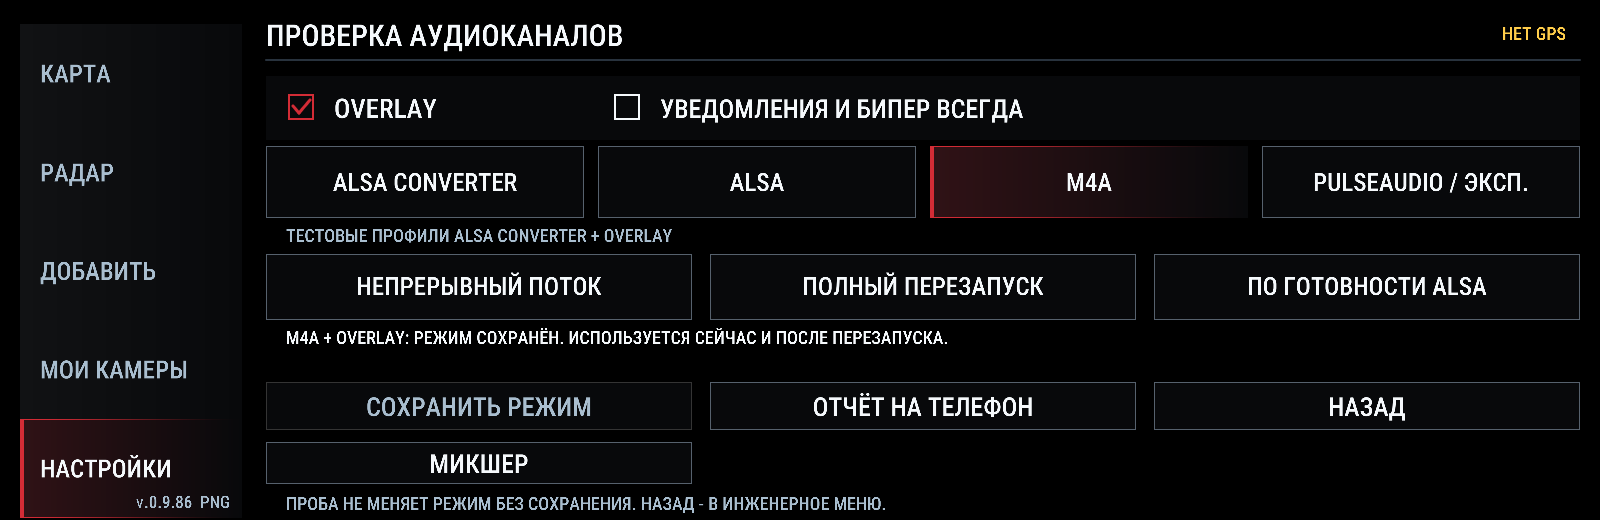 ПРОВЕРКА АУДИОКАНАЛОВ
НЕТ GPS
КАРТА
РАДАР
ДОБАВИТЬ
МОИ КАМЕРЫ
НАСТРОЙКИ
v.0.9.86 PNG
OVERLAY
УВЕДОМЛЕНИЯ И БИПЕР ВСЕГДА
ALSA CONVERTER
ALSA
M4A
PULSEAUDIO / ЭКСП.
ТЕСТОВЫЕ ПРОФИЛИ ALSA CONVERTER + OVERLAY
НЕПРЕРЫВНЫЙ ПОТОК
ПОЛНЫЙ ПЕРЕЗАПУСК
ПО ГОТОВНОСТИ ALSA
M4A + OVERLAY: РЕЖИМ СОХРАНЁН. ИСПОЛЬЗУЕТСЯ СЕЙЧАС И ПОСЛЕ ПЕРЕЗАПУСКА.
СОХРАНИТЬ РЕЖИМ
ОТЧЁТ НА ТЕЛЕФОН
НАЗАД
МИКШЕР
ПРОБА НЕ МЕНЯЕТ РЕЖИМ БЕЗ СОХРАНЕНИЯ. НАЗАД - В ИНЖЕНЕРНОЕ МЕНЮ.